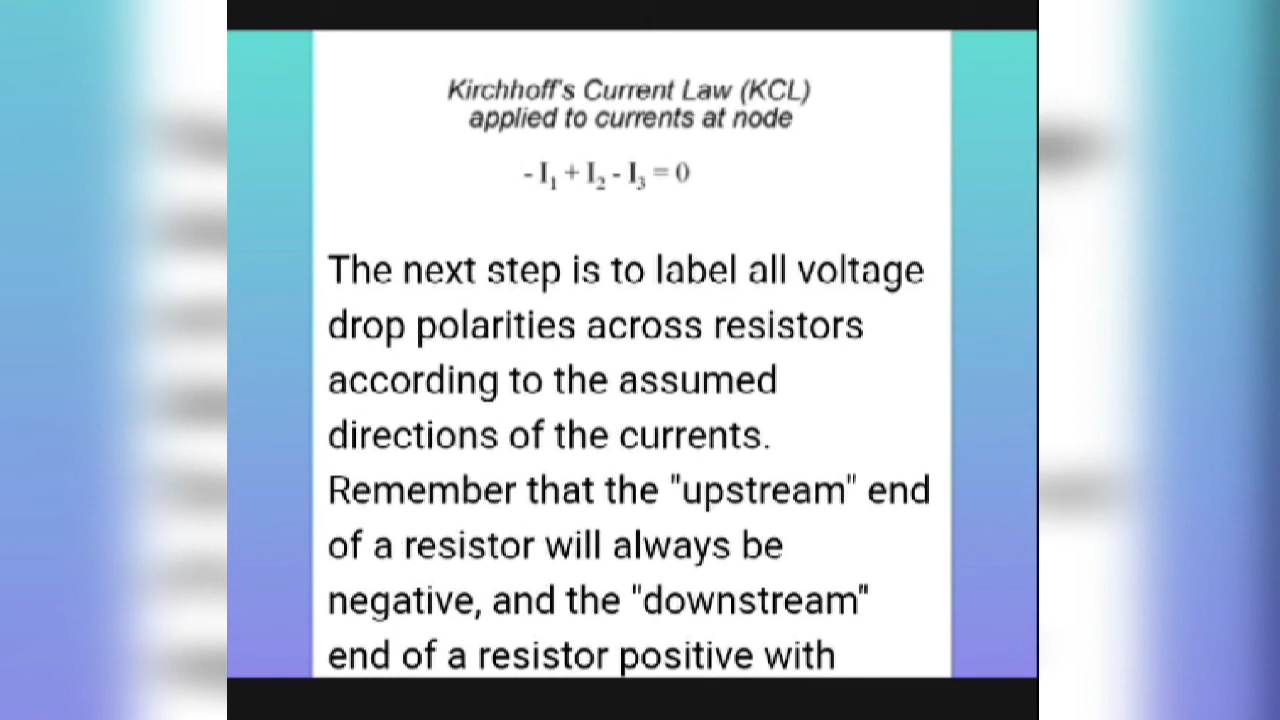 Kirchhoff's Current Law (KCL)
applied to currents at node
- I₁ + I₂ - I₃ = 0
The next step is to label all voltage
drop polarities across resistors
according to the assumed
directions of the currents.
Remember that the "upstream" end
of a resistor will always be
negative, and the "downstream"
end of a resistor positive with